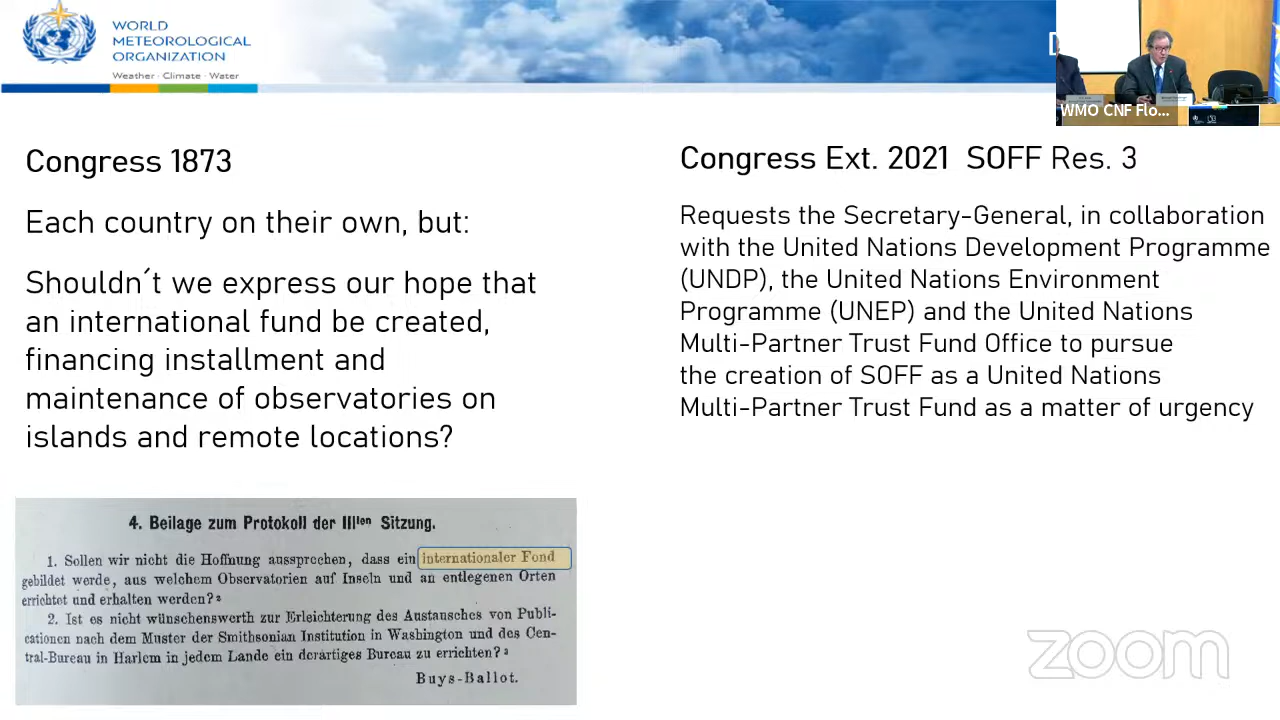 WORLD
METEOROLOGICAL
ORGANIZATION
Weather · Climate · Water
D
WMO CNF Flo...
Congress 1873
Each country on their own, but:
Shouldn´t we express our hope that
an international fund be created,
financing installment and
maintenance of observatories on
islands and remote locations?
4. Beilage zum Protokoll der IIIten Sitzung.
1. Sollen wir nicht die Hoffnung aussprechen, dass ein internationaler Fond
gebildet werde, aus welchem Observatorien auf Inseln und an entlegenen Orten
errichtet und erhalten werden? ²
2. Ist es nicht wünschenswerth zur Erleichterung des Austausches von Publi-
cationen nach dem Muster der Smithsonian Institution in Washington und des Cen-
tral-Bureau in Harlem in jedem Lande ein derartiges Bureau zu errichten? ³
Buys-Ballot.
Congress Ext. 2021 SOFF Res. 3
Requests the Secretary-General, in collaboration
with the United Nations Development Programme
(UNDP), the United Nations Environment
Programme (UNEP) and the United Nations
Multi-Partner Trust Fund Office to pursue
the creation of SOFF as a United Nations
Multi-Partner Trust Fund as a matter of urgency
zoom